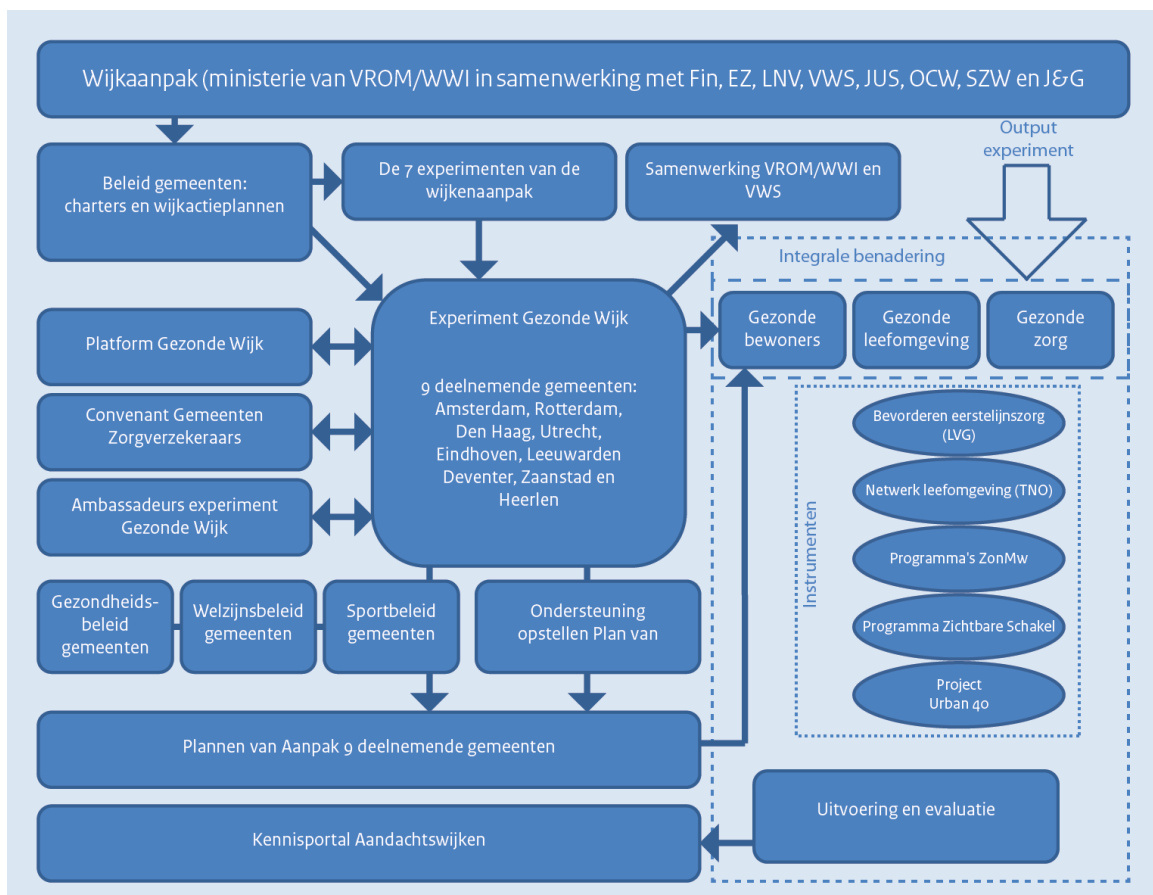 Wijkaanpak (ministerie van VROM/WWI in samenwerking met Fin, EZ, LNV, VWS, JUS, OCW, SZW en J&G
Output
experiment
Beleid gemeenten:
charters en wijkactieplannen
De 7 experimenten van de
wijkenaanpak
Samenwerking VROM/WWI en
VWS
Integrale benadering
Experiment Gezonde Wijk
9 deelnemende gemeenten:
Amsterdam, Rotterdam,
Den Haag, Utrecht,
Eindhoven, Leeuwarden
Deventer, Zaanstad en
Heerlen
Gezonde
bewoners
Gezonde
leefomgeving
Gezonde
zorg
Platform Gezonde Wijk
Convenant Gemeenten
Zorgverzekeraars
Ambassadeurs experiment
Gezonde Wijk
Instrumenten
Bevorderen eerstelijnszorg
(LVG)
Netwerk leefomgeving (TNO)
Programma's ZonMw
Programma Zichtbare Schakel
Project
Urban 40
Gezondheids-
beleid
gemeenten
Welzijnsbeleid
gemeenten
Sportbeleid
gemeenten
Ondersteuning
opstellen Plan van
Plannen van Aanpak 9 deelnemende gemeenten
Uitvoering en evaluatie
Kennisportal Aandachtswijken